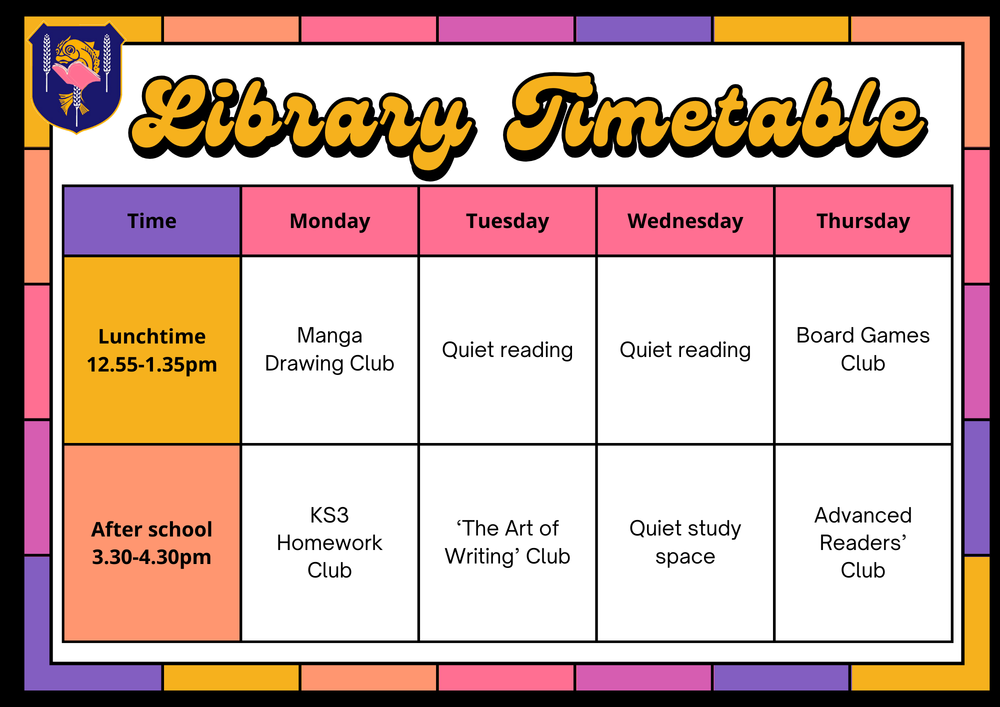 Library Timetable
Time
Monday
Tuesday
Wednesday
Thursday
Lunchtime
12.55-1.35pm
Manga
Drawing Club
Quiet reading
Quiet reading
Board Games
Club
After school
3.30-4.30pm
KS3
Homework
Club
‘The Art of
Writing’ Club
Quiet study
space
Advanced
Readers’
Club